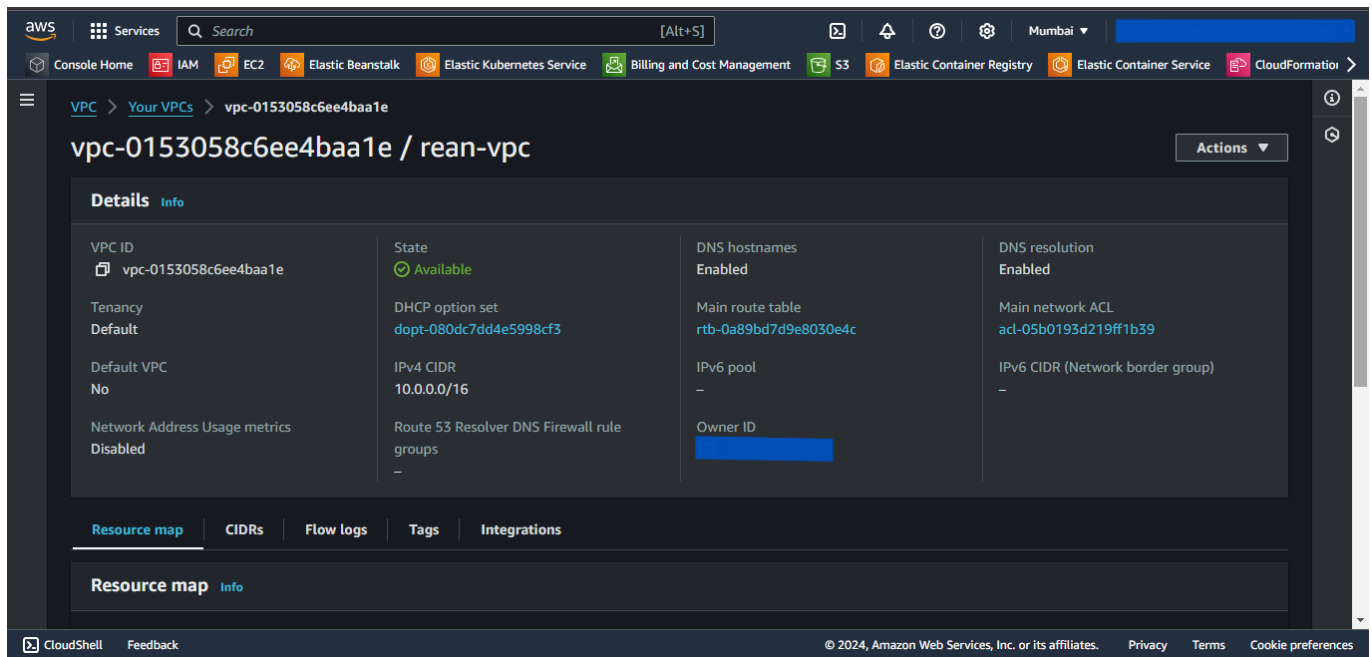 aws Services Search [Alt+S] Mumbai
Console Home IAM EC2 Elastic Beanstalk Elastic Kubernetes Service Billing and Cost Management S3 Elastic Container Registry Elastic Container Service CloudFormation
VPC > Your VPCs > vpc-0153058c6ee4baa1e
vpc-0153058c6ee4baa1e / rean-vpc
Actions
Details Info
VPC ID State DNS hostnames DNS resolution
vpc-0153058c6ee4baa1e Available Enabled Enabled
Tenancy DHCP option set Main route table Main network ACL
Default dopt-080dc7dd4e5998cf3 rtb-0a89bd7d9e8030e4c acl-05b0193d219ff1b39
Default VPC IPv4 CIDR IPv6 pool IPv6 CIDR (Network border group)
No 10.0.0.0/16 – –
Network Address Usage metrics Route 53 Resolver DNS Firewall rule Owner ID
Disabled groups
–
Resource map CIDRs Flow logs Tags Integrations
Resource map Info
CloudShell Feedback © 2024, Amazon Web Services, Inc. or its affiliates. Privacy Terms Cookie preferences